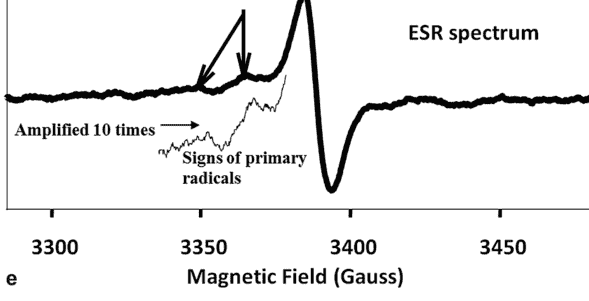 ESR spectrum
Amplified 10 times
Signs of primary
radicals
3300 3350 3400 3450
Magnetic Field (Gauss)
e